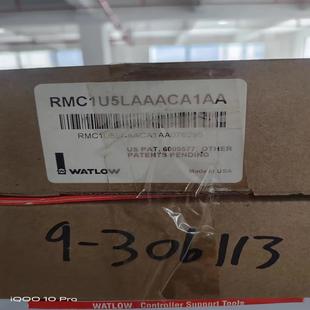 RMC1U5LAAACA1AA
US PAT. 6005577; OTHER
PATENTS PENDING
WATLOW
Made in USA
9-306113
iQOO 10 Pro
WATLOW Controller Support Tools